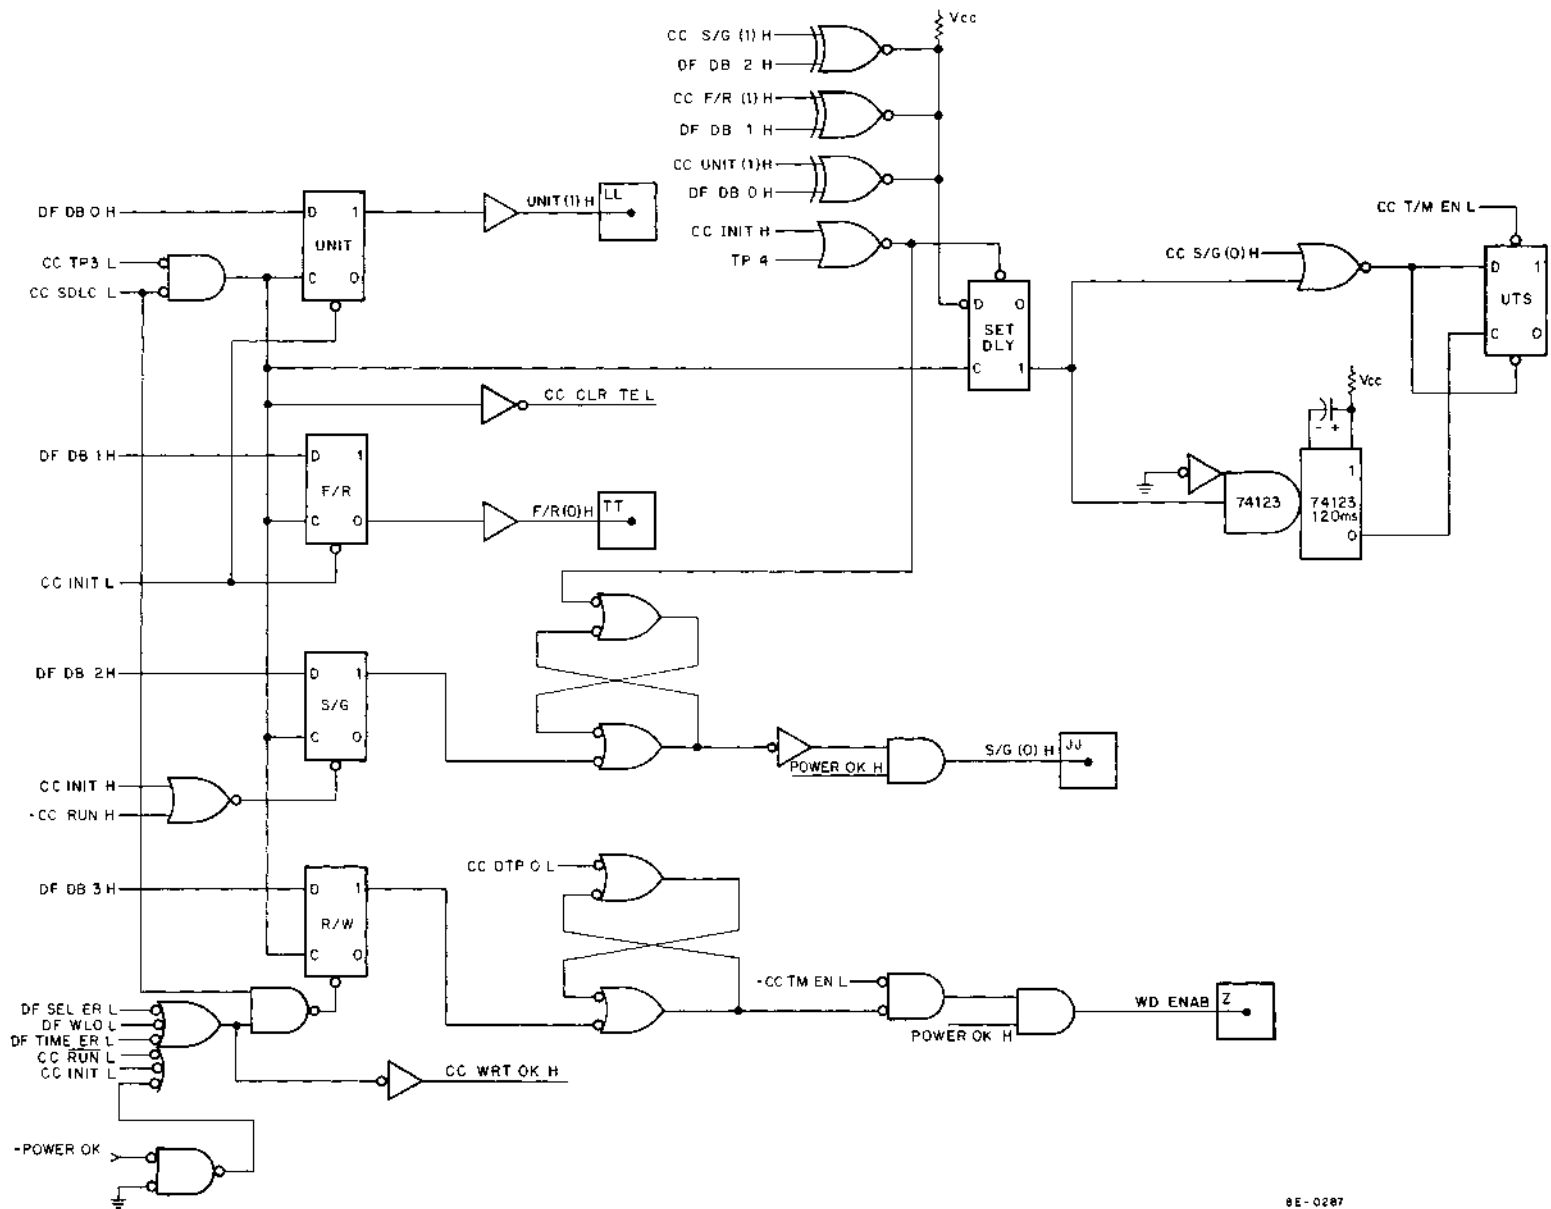 Vcc
CC S/G (1) H
DF DB 2 H
CC F/R (1) H
DF DB 1 H
CC UNIT (1) H
DF DB 0 H
CC INIT H
TP 4
DF DB 0 H
D 1
UNIT
C 0
UNIT (1) H
LL
CC TP3 L
CC SDLC L
D 0
SET
DLY
C 1
CC T/M EN L
CC S/G (0) H
D 1
UTS
C 0
CC CLR TE L
Vcc
- +
DF DB 1 H
D 1
F/R
C 0
F/R (0) H
TT
74123
1
74123
120ms
0
CC INIT L
DF DB 2 H
D 1
S/G
C 0
CC INIT H
-CC RUN H
POWER OK H
S/G (0) H
JJ
DF DB 3 H
D 1
R/W
C 0
CC DTP 0 L
-CC TM EN L
POWER OK H
WD ENAB
Z
DF SEL ER L
DF WLO L
DF TIME ER L
CC RUN L
CC INIT L
CC WRT OK H
-POWER OK
8E-0287